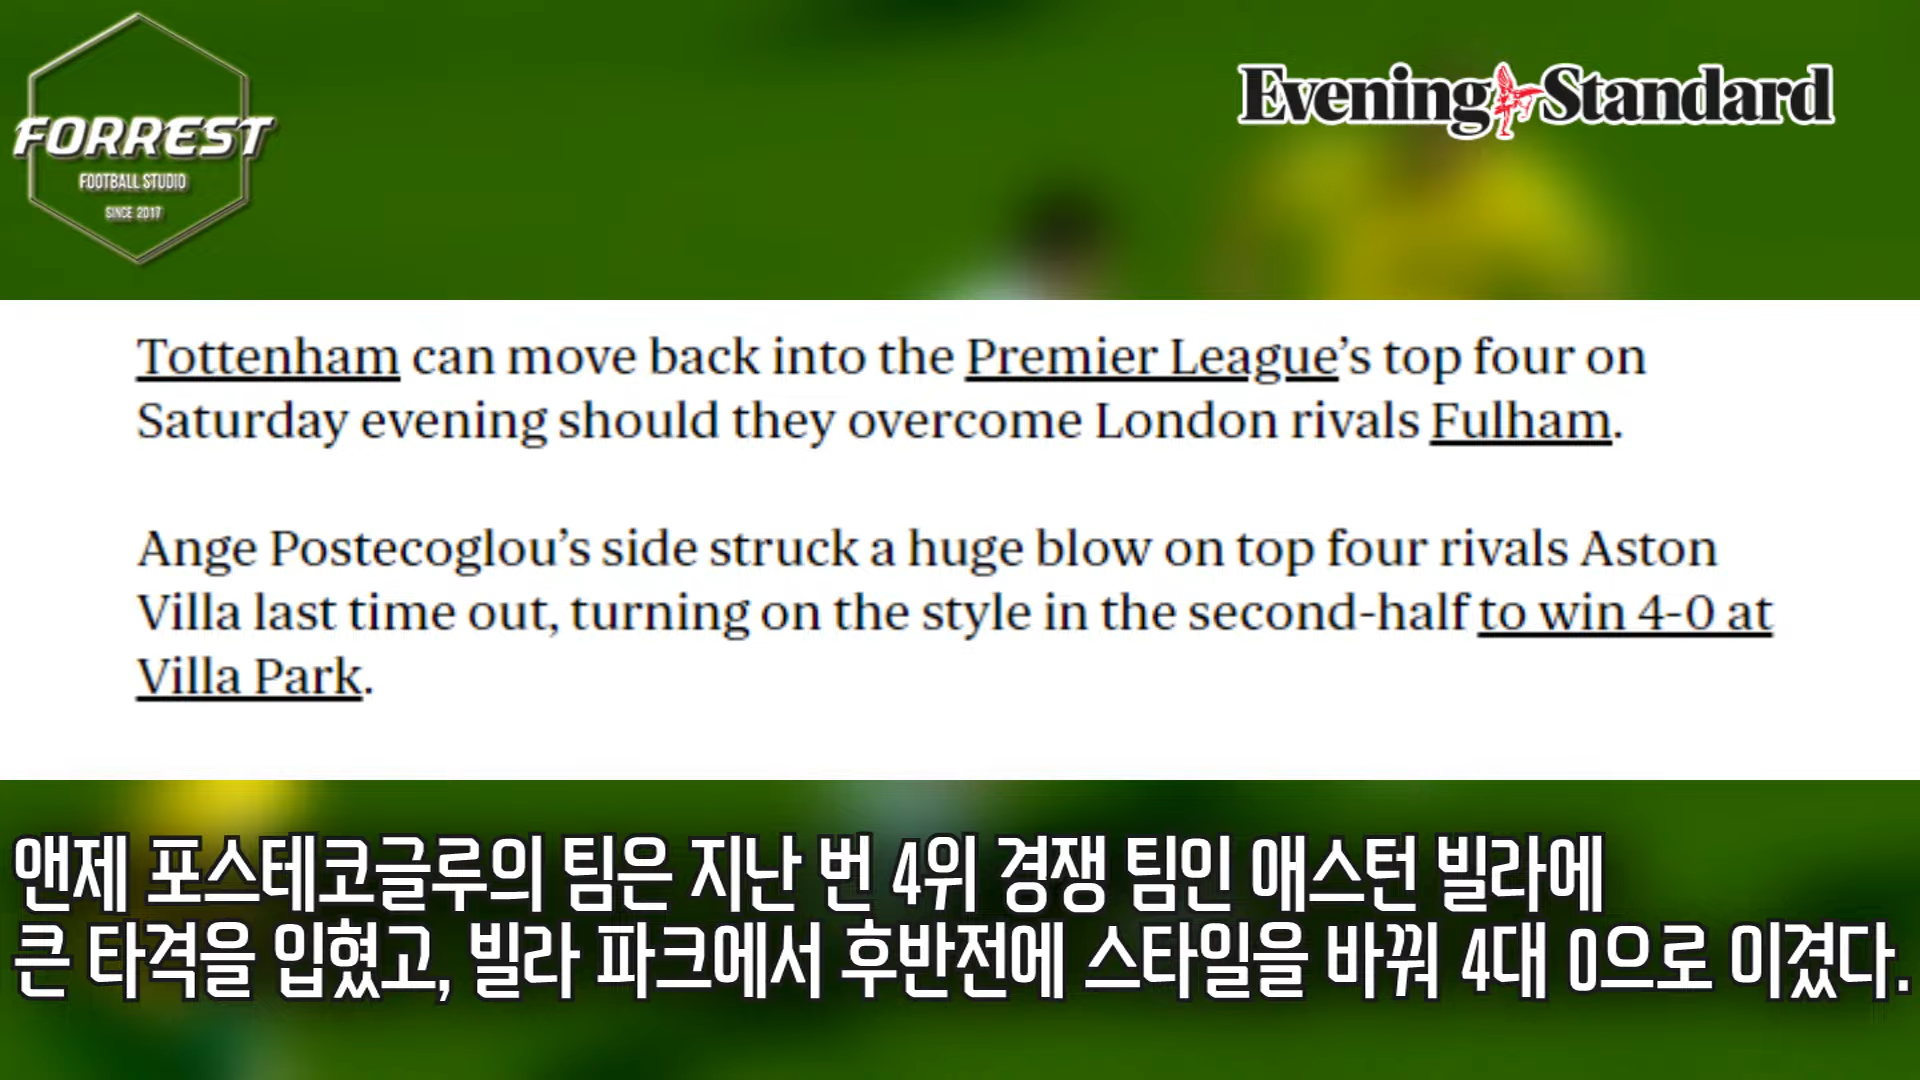 FORREST
FOOTBALL STUDIO
SINCE 2017
Evening Standard
Tottenham can move back into the Premier League’s top four on
Saturday evening should they overcome London rivals Fulham.
Ange Postecoglou’s side struck a huge blow on top four rivals Aston
Villa last time out, turning on the style in the second-half to win 4-0 at
Villa Park.
앤제 포스테코글루의 팀은 지난 번 4위 경쟁 팀인 애스턴 빌라에
큰 타격을 입혔고, 빌라 파크에서 후반전에 스타일을 바꿔 4대 0으로 이겼다.